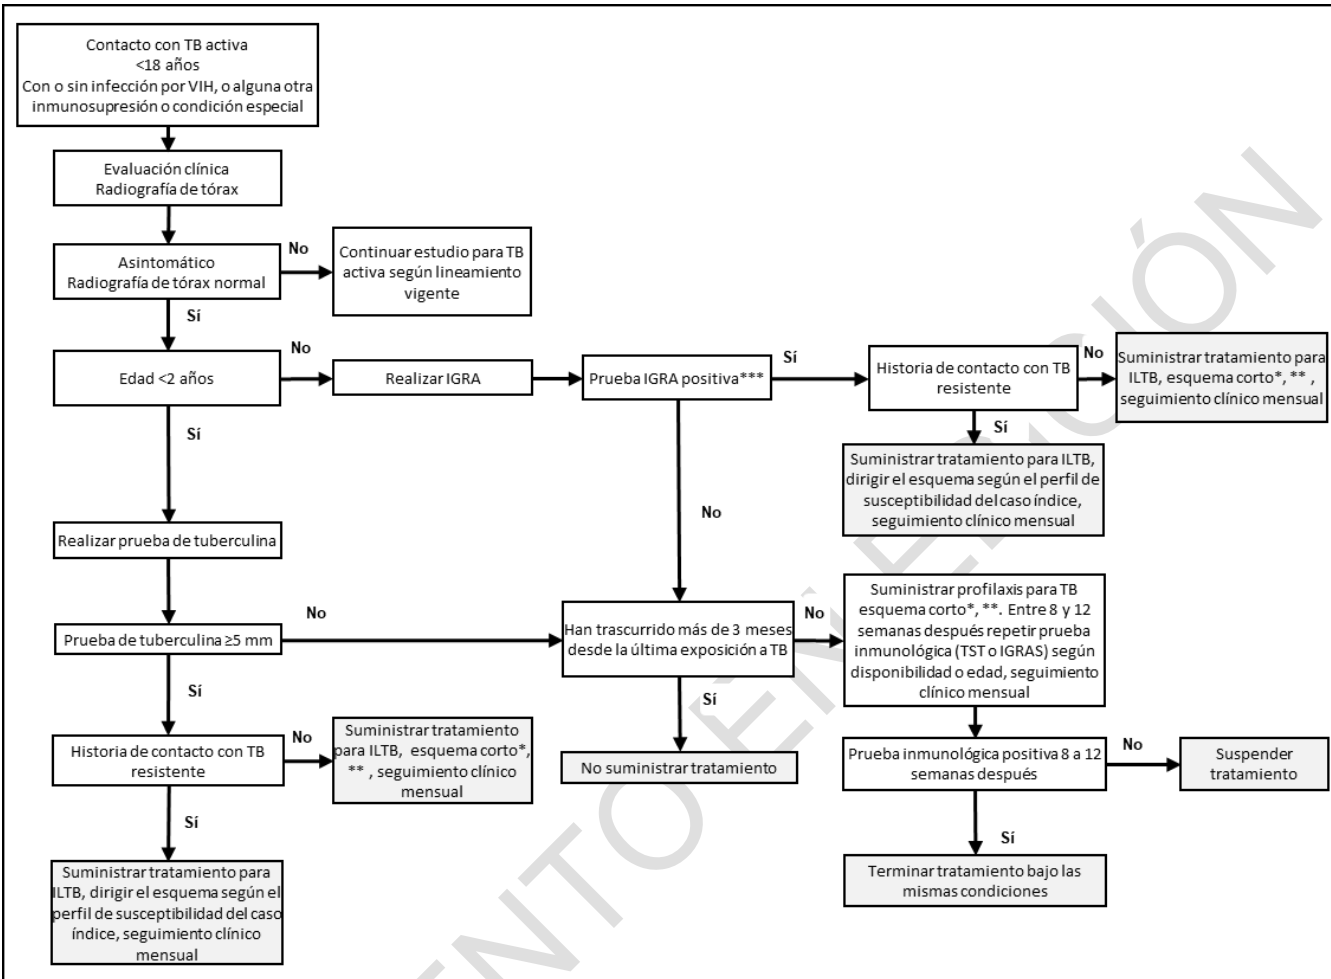 Contacto con TB activa
<18 años
Con o sin infección por VIH, o alguna otra
inmunosupresión o condición especial
Evaluación clínica
Radiografía de tórax
Asintomático
Radiografía de tórax normal
No
Continuar estudio para TB
activa según lineamiento
vigente
Sí
Edad <2 años
No
Realizar IGRA
Prueba IGRA positiva***
Sí
Historia de contacto con TB
resistente
No
Suministrar tratamiento para
ILTB, esquema corto*, ** ,
seguimiento clínico mensual
Sí
Suministrar tratamiento para ILTB,
dirigir el esquema según el perfil de
susceptibilidad del caso índice,
seguimiento clínico mensual
Sí
No
Realizar prueba de tuberculina
Prueba de tuberculina ≥5 mm
No
Han trascurrido más de 3 meses
desde la última exposición a TB
No
Suministrar profilaxis para TB
esquema corto*, **. Entre 8 y 12
semanas después repetir prueba
inmunológica (TST o IGRAS) según
disponibilidad o edad, seguimiento
clínico mensual
Sí
Sí
Historia de contacto con TB
resistente
No
Suministrar tratamiento
para ILTB, esquema corto*,
** , seguimiento clínico
mensual
No suministrar tratamiento
Prueba inmunológica positiva 8 a 12
semanas después
No
Suspender
tratamiento
Sí
Sí
Suministrar tratamiento para
ILTB, dirigir el esquema según el
perfil de susceptibilidad del caso
índice, seguimiento clínico
mensual
Terminar tratamiento bajo las
mismas condiciones